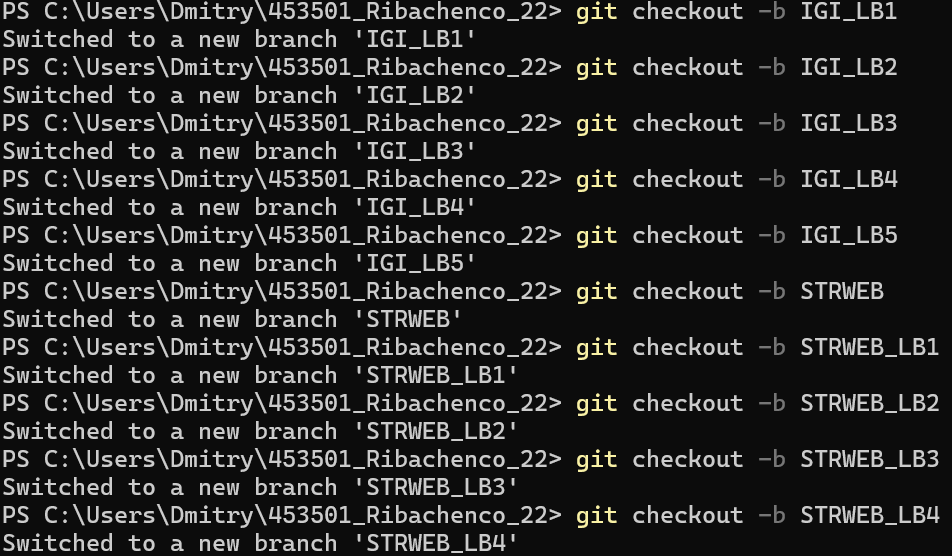 PS C:\Users\Dmitry\453501_Ribachenco_22> git checkout -b IGI_LB1
Switched to a new branch 'IGI_LB1'
PS C:\Users\Dmitry\453501_Ribachenco_22> git checkout -b IGI_LB2
Switched to a new branch 'IGI_LB2'
PS C:\Users\Dmitry\453501_Ribachenco_22> git checkout -b IGI_LB3
Switched to a new branch 'IGI_LB3'
PS C:\Users\Dmitry\453501_Ribachenco_22> git checkout -b IGI_LB4
Switched to a new branch 'IGI_LB4'
PS C:\Users\Dmitry\453501_Ribachenco_22> git checkout -b IGI_LB5
Switched to a new branch 'IGI_LB5'
PS C:\Users\Dmitry\453501_Ribachenco_22> git checkout -b STRWEB
Switched to a new branch 'STRWEB'
PS C:\Users\Dmitry\453501_Ribachenco_22> git checkout -b STRWEB_LB1
Switched to a new branch 'STRWEB_LB1'
PS C:\Users\Dmitry\453501_Ribachenco_22> git checkout -b STRWEB_LB2
Switched to a new branch 'STRWEB_LB2'
PS C:\Users\Dmitry\453501_Ribachenco_22> git checkout -b STRWEB_LB3
Switched to a new branch 'STRWEB_LB3'
PS C:\Users\Dmitry\453501_Ribachenco_22> git checkout -b STRWEB_LB4
Switched to a new branch 'STRWEB_LB4'